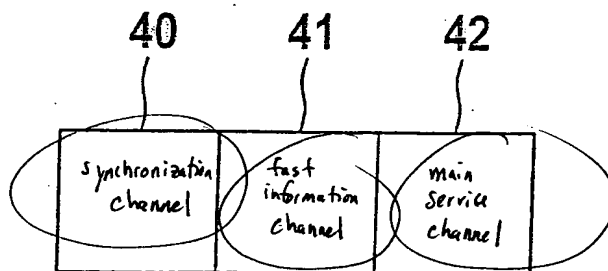 40 41 42
synchronization
channel
fast
information
channel
main
service
channel